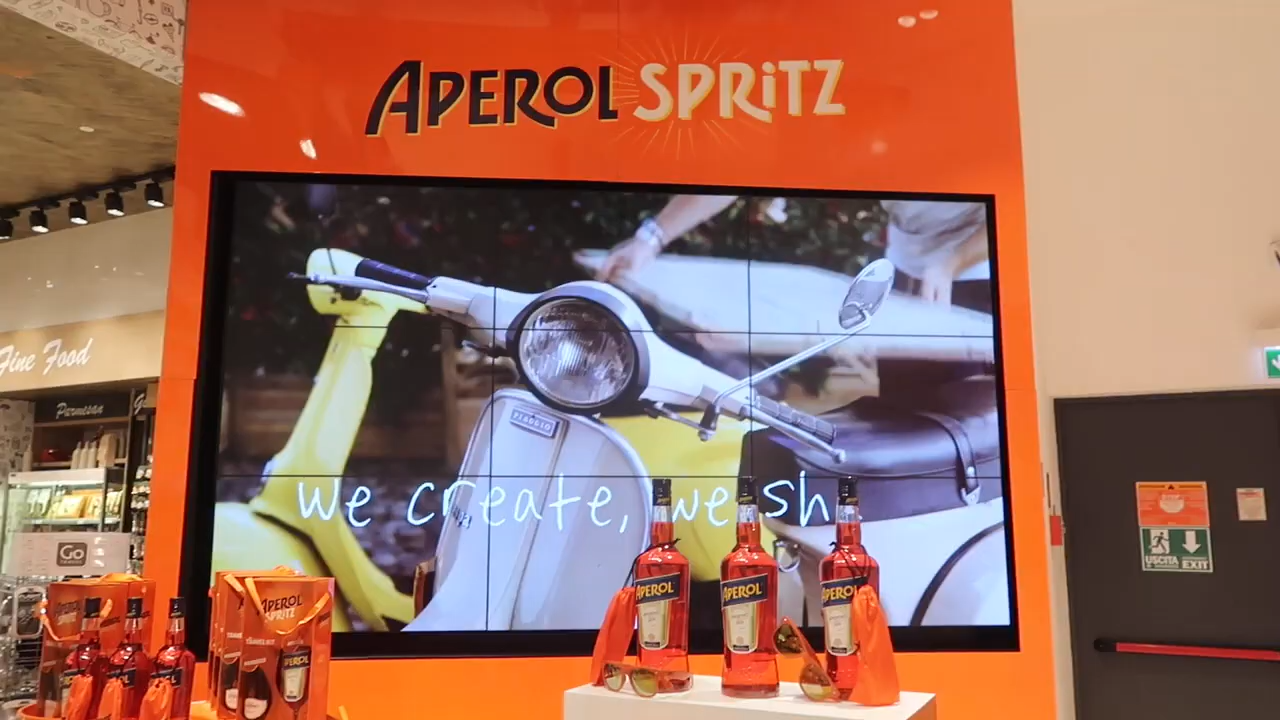 APEROL SPRiTZ
Fine Food
Parmesan
PIAGGIO
we create, we sh
Go
APEROL
APEROL
APEROL
APEROL
SPRITZ
APEROL
USCITA
EXIT